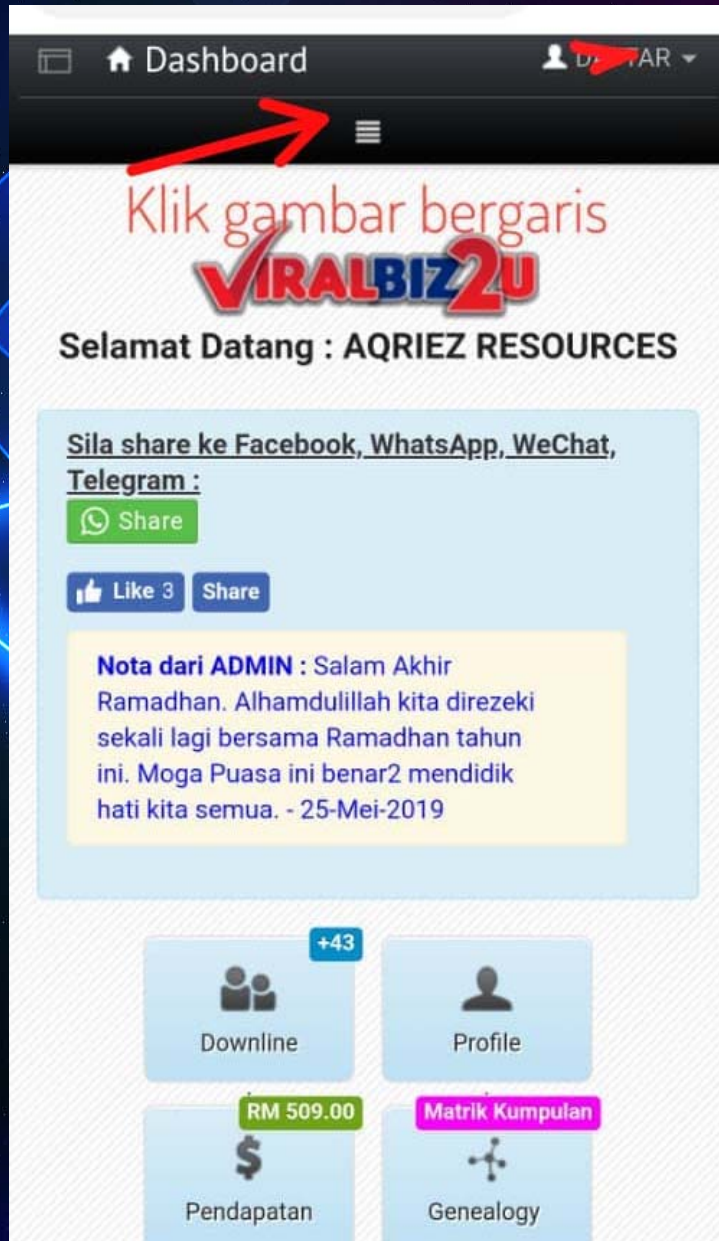 Dashboard
Klik gambar bergaris
VIRALBIZ2U
Selamat Datang : AQRIEZ RESOURCES
Sila share ke Facebook, WhatsApp, WeChat,
Telegram :
Share
Like 3 Share
Nota dari ADMIN : Salam Akhir
Ramadhan. Alhamdulillah kita direzeki
sekali lagi bersama Ramadhan tahun
ini. Moga Puasa ini benar2 mendidik
hati kita semua. - 25-Mei-2019
+43
Downline
Profile
RM 509.00
Pendapatan
Matrik Kumpulan
Genealogy